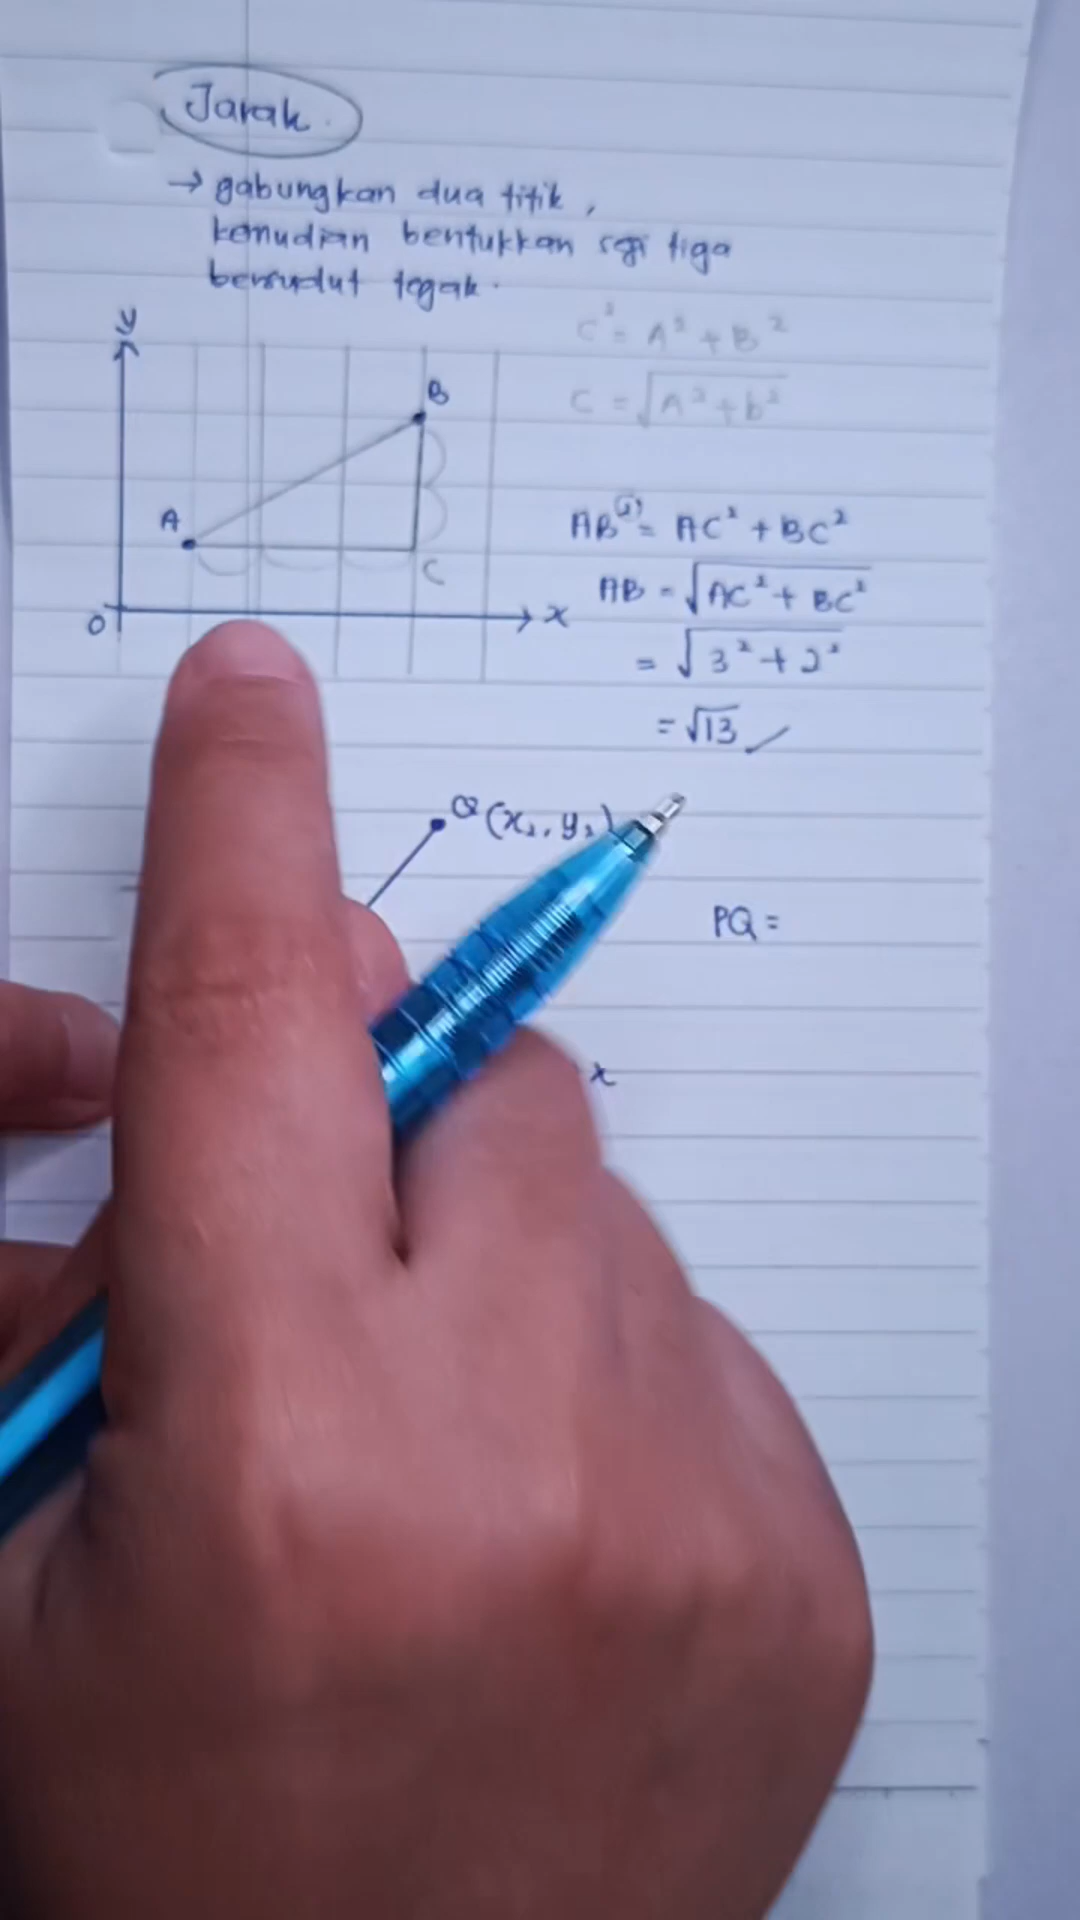 Jarak.
→ gabungkan dua titik,
kemudian bentukkan segi tiga
bersudut tegak.
y
C² = A² + B²
C = √A² + b²
B
A
C
O
x
AB² = AC² + BC²
AB = √AC² + BC²
= √3² + 2²
= √13
Q (x₂, y₂)
PQ =
x